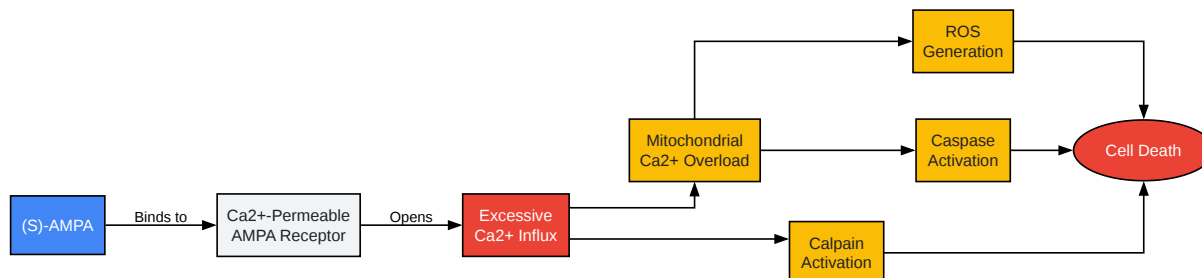 (S)-AMPA
Binds to
Ca2+-Permeable
AMPA Receptor
Opens
Excessive
Ca2+ Influx
Mitochondrial
Ca2+ Overload
ROS
Generation
Caspase
Activation
Calpain
Activation
Cell Death